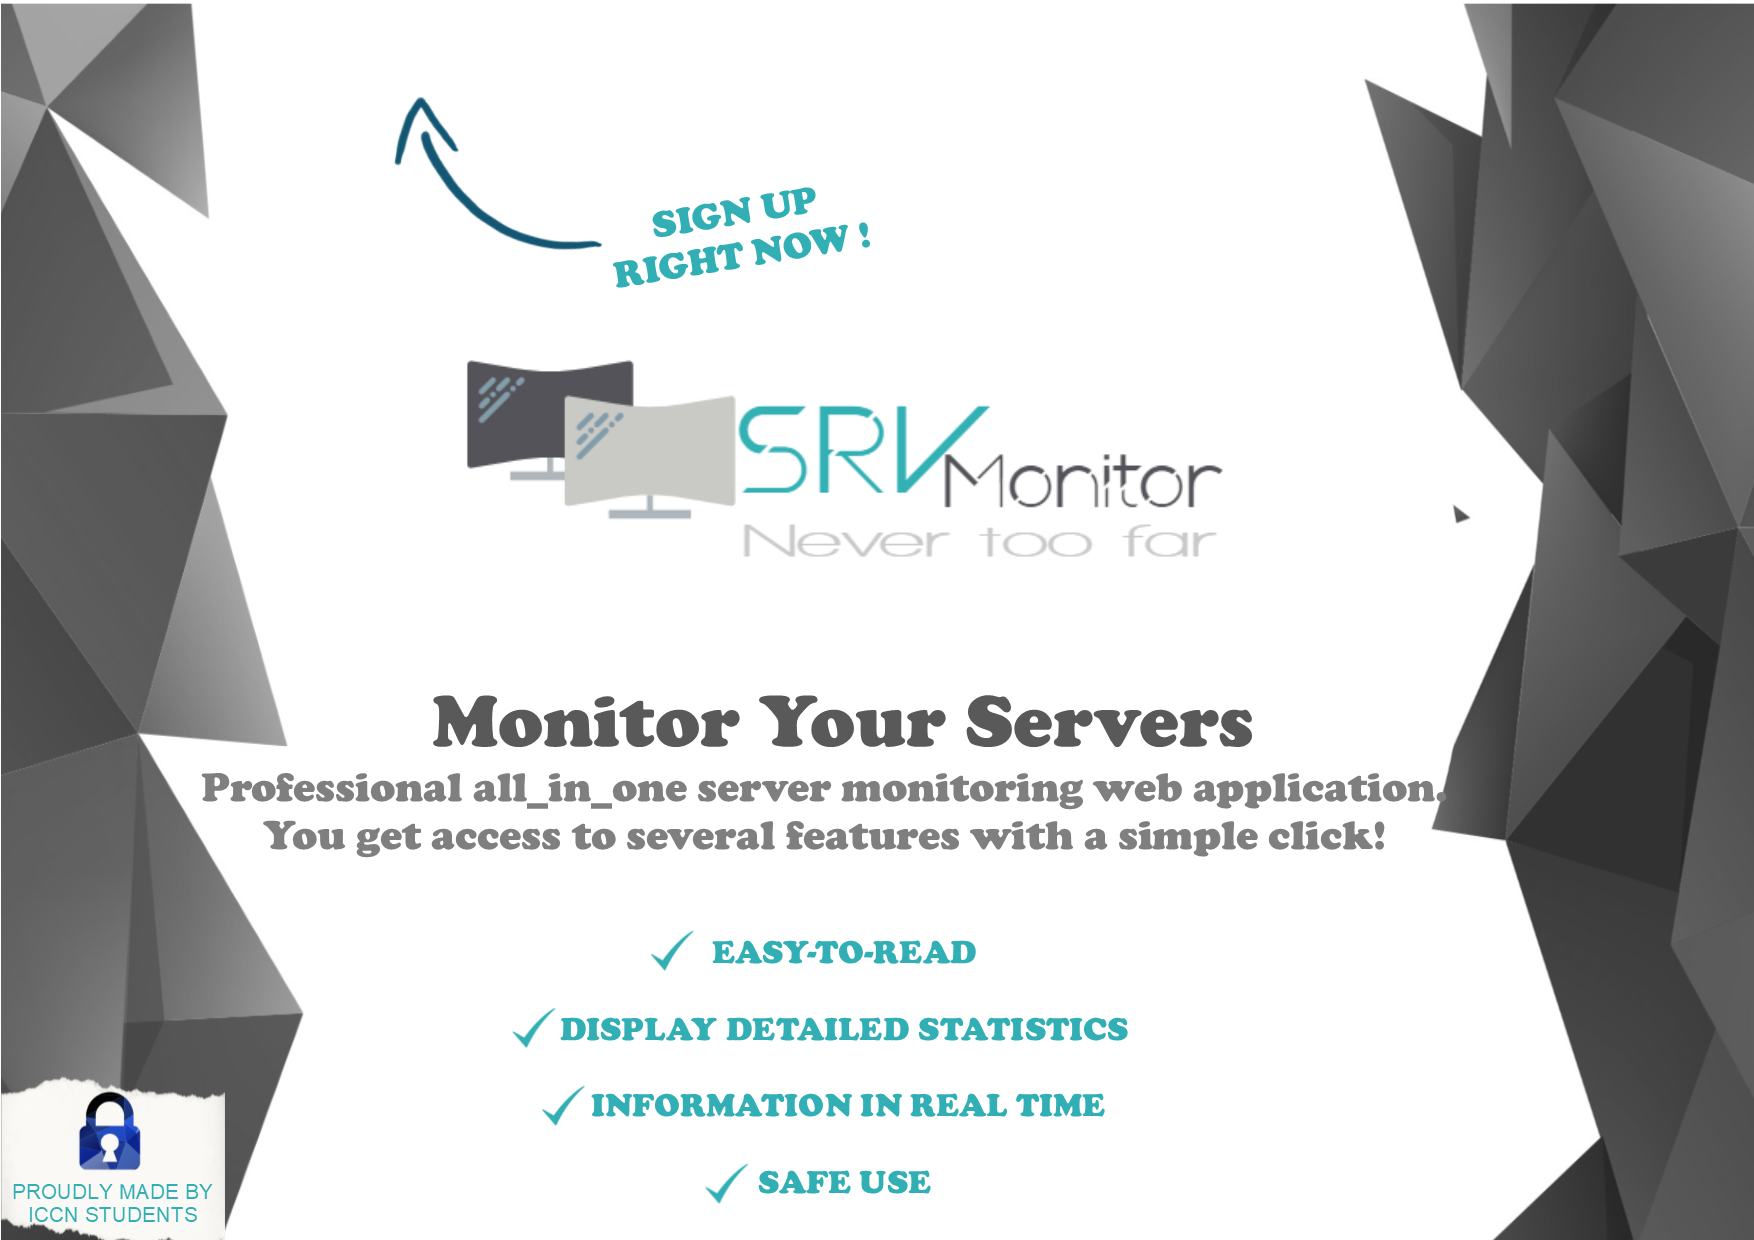 SIGN UP
RIGHT NOW !
SRV Monitor
Never too far
Monitor Your Servers
Professional all_in_one server monitoring web application.
You get access to several features with a simple click!
EASY-TO-READ
DISPLAY DETAILED STATISTICS
INFORMATION IN REAL TIME
SAFE USE
PROUDLY MADE BY
ICCN STUDENTS